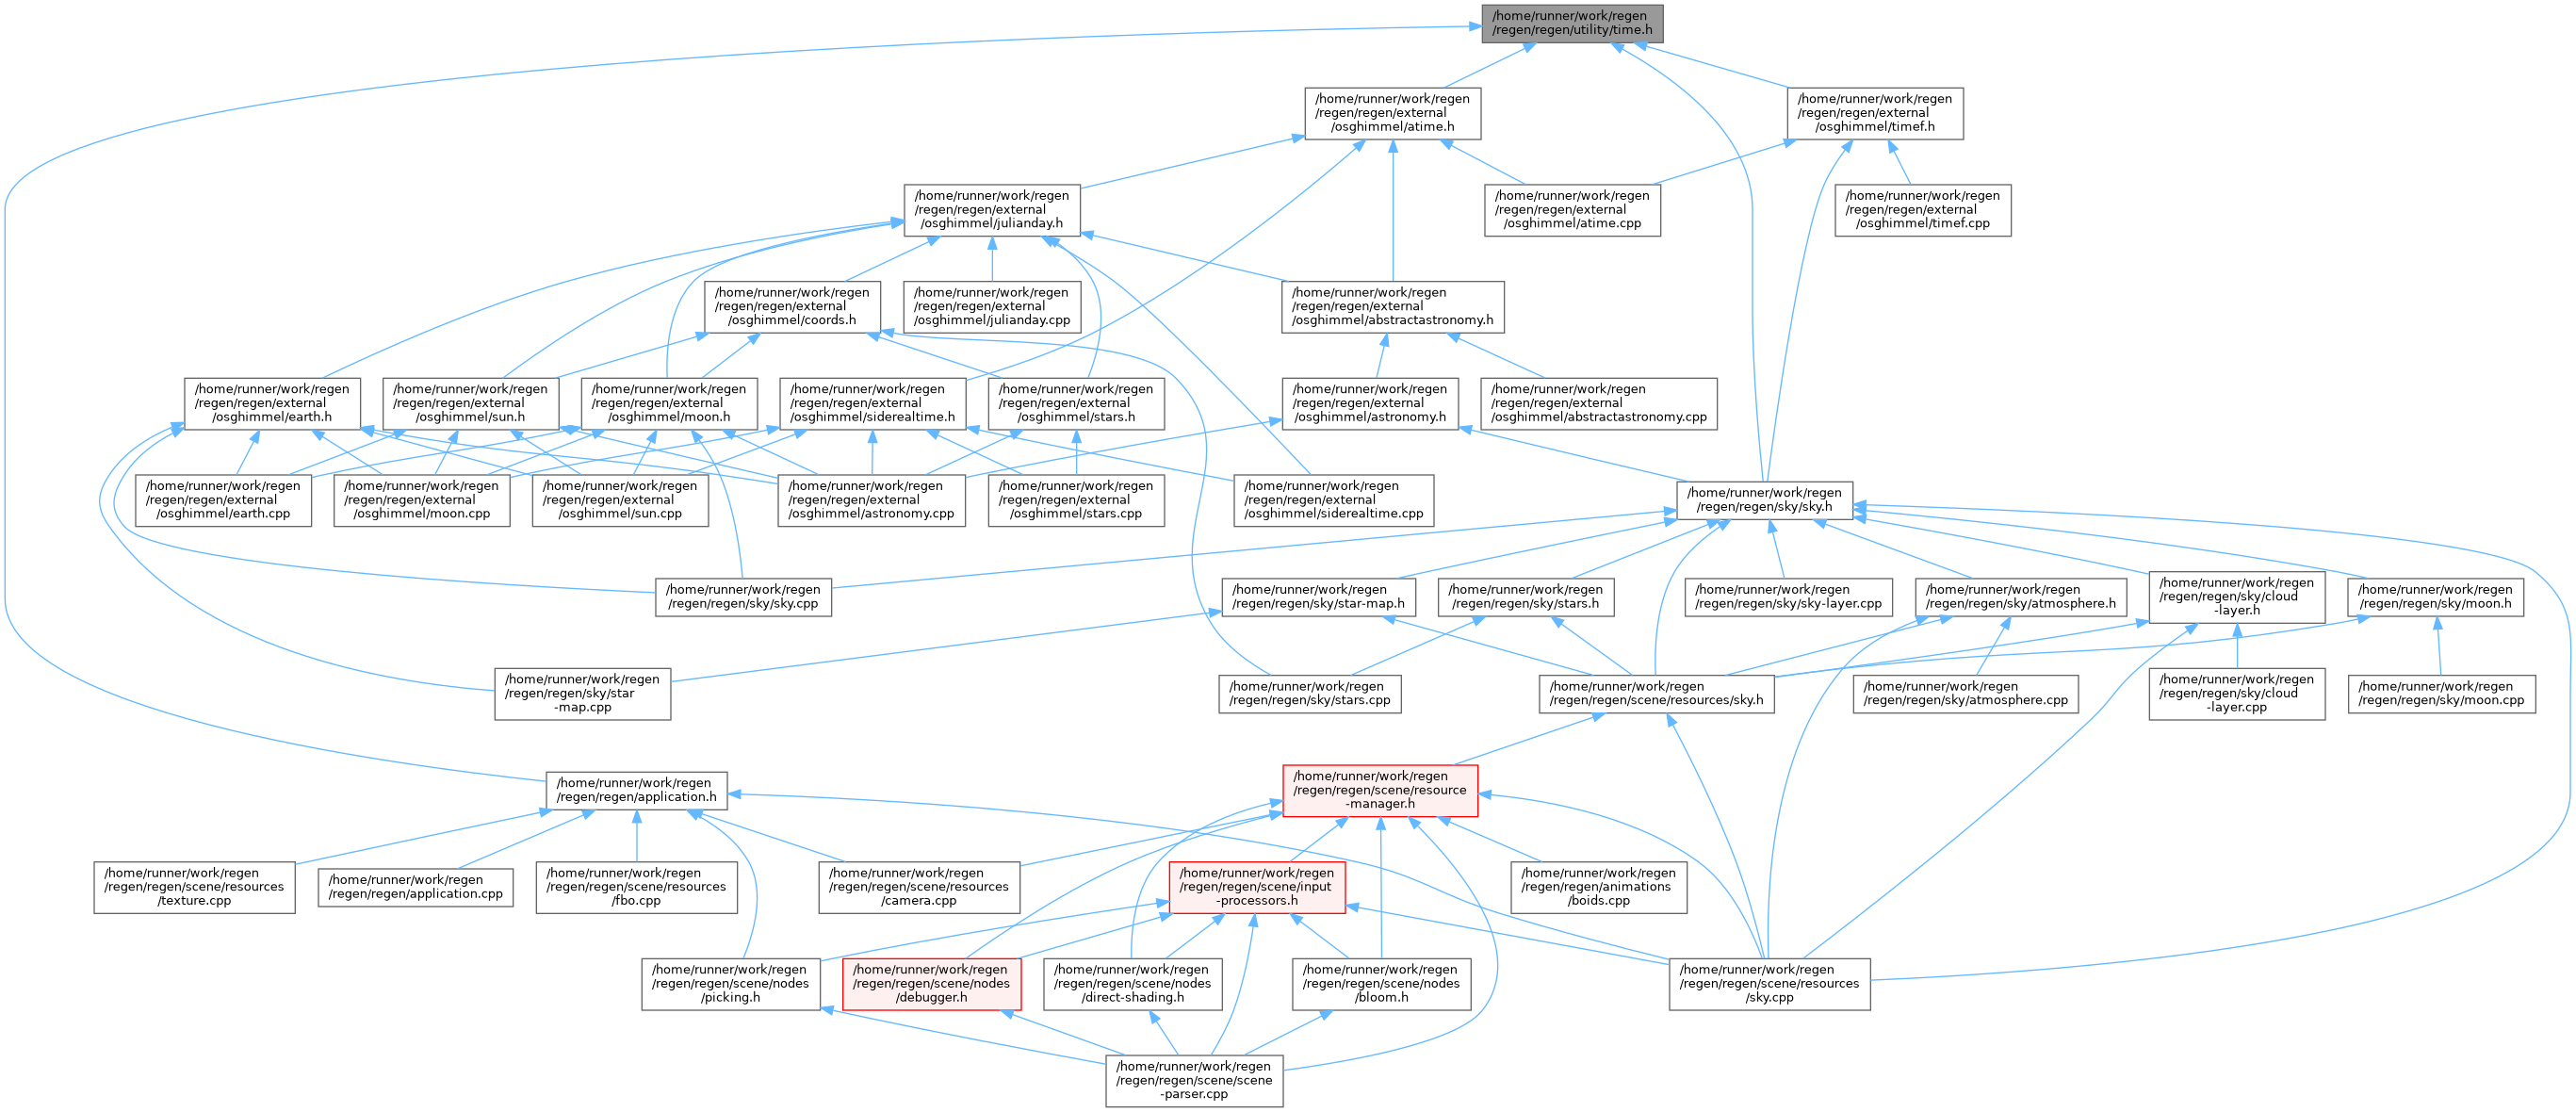 /home/runner/work/regen
/regen/regen/utility/time.h
/home/runner/work/regen
/regen/regen/external
/osghimmel/atime.h
/home/runner/work/regen
/regen/regen/external
/osghimmel/timef.h
/home/runner/work/regen
/regen/regen/external
/osghimmel/julianday.h
/home/runner/work/regen
/regen/regen/external
/osghimmel/atime.cpp
/home/runner/work/regen
/regen/regen/external
/osghimmel/timef.cpp
/home/runner/work/regen
/regen/regen/external
/osghimmel/coords.h
/home/runner/work/regen
/regen/regen/external
/osghimmel/julianday.cpp
/home/runner/work/regen
/regen/regen/external
/osghimmel/abstractastronomy.h
/home/runner/work/regen
/regen/regen/external
/osghimmel/earth.h
/home/runner/work/regen
/regen/regen/external
/osghimmel/sun.h
/home/runner/work/regen
/regen/regen/external
/osghimmel/moon.h
/home/runner/work/regen
/regen/regen/external
/osghimmel/siderealtime.h
/home/runner/work/regen
/regen/regen/external
/osghimmel/stars.h
/home/runner/work/regen
/regen/regen/external
/osghimmel/astronomy.h
/home/runner/work/regen
/regen/regen/external
/osghimmel/abstractastronomy.cpp
/home/runner/work/regen
/regen/regen/external
/osghimmel/earth.cpp
/home/runner/work/regen
/regen/regen/external
/osghimmel/moon.cpp
/home/runner/work/regen
/regen/regen/external
/osghimmel/sun.cpp
/home/runner/work/regen
/regen/regen/external
/osghimmel/astronomy.cpp
/home/runner/work/regen
/regen/regen/external
/osghimmel/stars.cpp
/home/runner/work/regen
/regen/regen/external
/osghimmel/siderealtime.cpp
/home/runner/work/regen
/regen/regen/sky/sky.h
/home/runner/work/regen
/regen/regen/sky/sky.cpp
/home/runner/work/regen
/regen/regen/sky/star-map.h
/home/runner/work/regen
/regen/regen/sky/stars.h
/home/runner/work/regen
/regen/regen/sky/sky-layer.cpp
/home/runner/work/regen
/regen/regen/sky/atmosphere.h
/home/runner/work/regen
/regen/regen/sky/cloud
-layer.h
/home/runner/work/regen
/regen/regen/sky/moon.h
/home/runner/work/regen
/regen/regen/sky/star
-map.cpp
/home/runner/work/regen
/regen/regen/sky/stars.cpp
/home/runner/work/regen
/regen/regen/scene/resources/sky.h
/home/runner/work/regen
/regen/regen/sky/atmosphere.cpp
/home/runner/work/regen
/regen/regen/sky/cloud
-layer.cpp
/home/runner/work/regen
/regen/regen/sky/moon.cpp
/home/runner/work/regen
/regen/regen/application.h
/home/runner/work/regen
/regen/regen/scene/resource
-manager.h
/home/runner/work/regen
/regen/regen/scene/resources
/texture.cpp
/home/runner/work/regen
/regen/regen/application.cpp
/home/runner/work/regen
/regen/regen/scene/resources
/fbo.cpp
/home/runner/work/regen
/regen/regen/scene/resources
/camera.cpp
/home/runner/work/regen
/regen/regen/scene/input
-processors.h
/home/runner/work/regen
/regen/regen/animations
/boids.cpp
/home/runner/work/regen
/regen/regen/scene/nodes
/picking.h
/home/runner/work/regen
/regen/regen/scene/nodes
/debugger.h
/home/runner/work/regen
/regen/regen/scene/nodes
/direct-shading.h
/home/runner/work/regen
/regen/regen/scene/nodes
/bloom.h
/home/runner/work/regen
/regen/regen/scene/resources
/sky.cpp
/home/runner/work/regen
/regen/regen/scene/scene
-parser.cpp